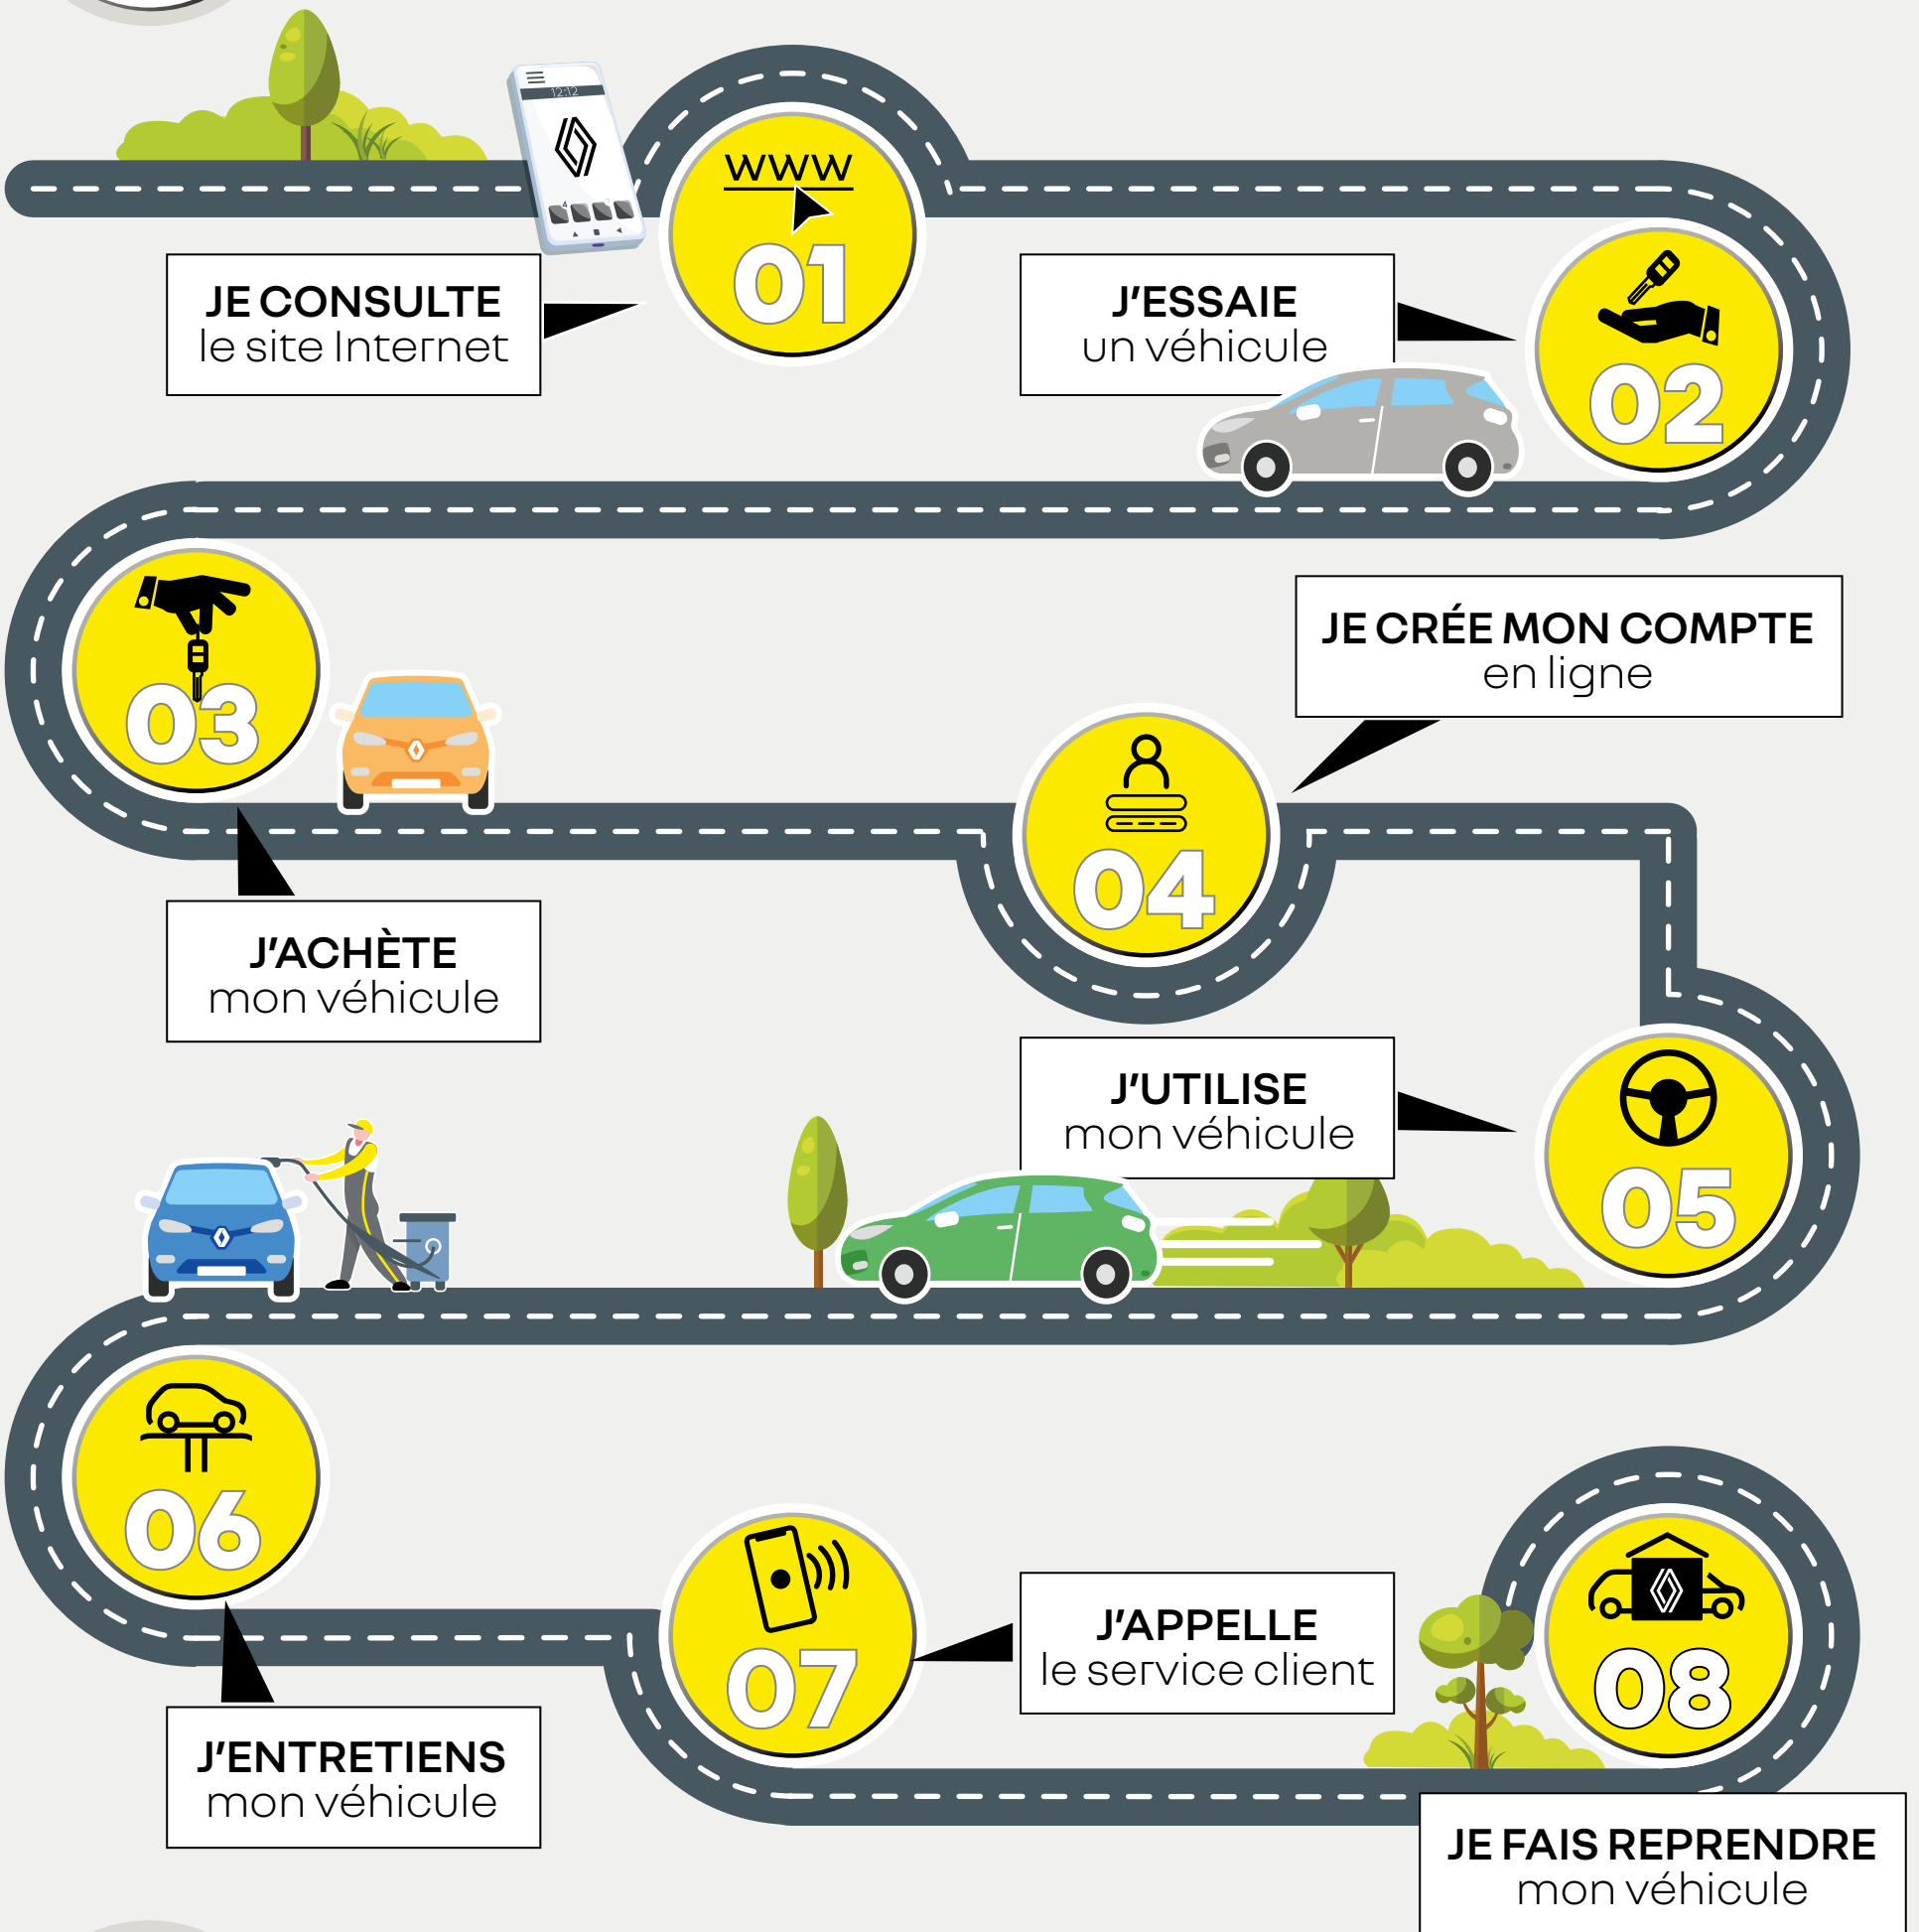 12:12
WWW
01
JE CONSULTE
le site Internet
J'ESSAIE
un véhicule
02
03
JE CRÉE MON COMPTE
en ligne
04
J'ACHÈTE
mon véhicule
J'UTILISE
mon véhicule
05
06
07
J'APPELLE
le service client
08
J'ENTRETIENS
mon véhicule
JE FAIS REPRENDRE
mon véhicule